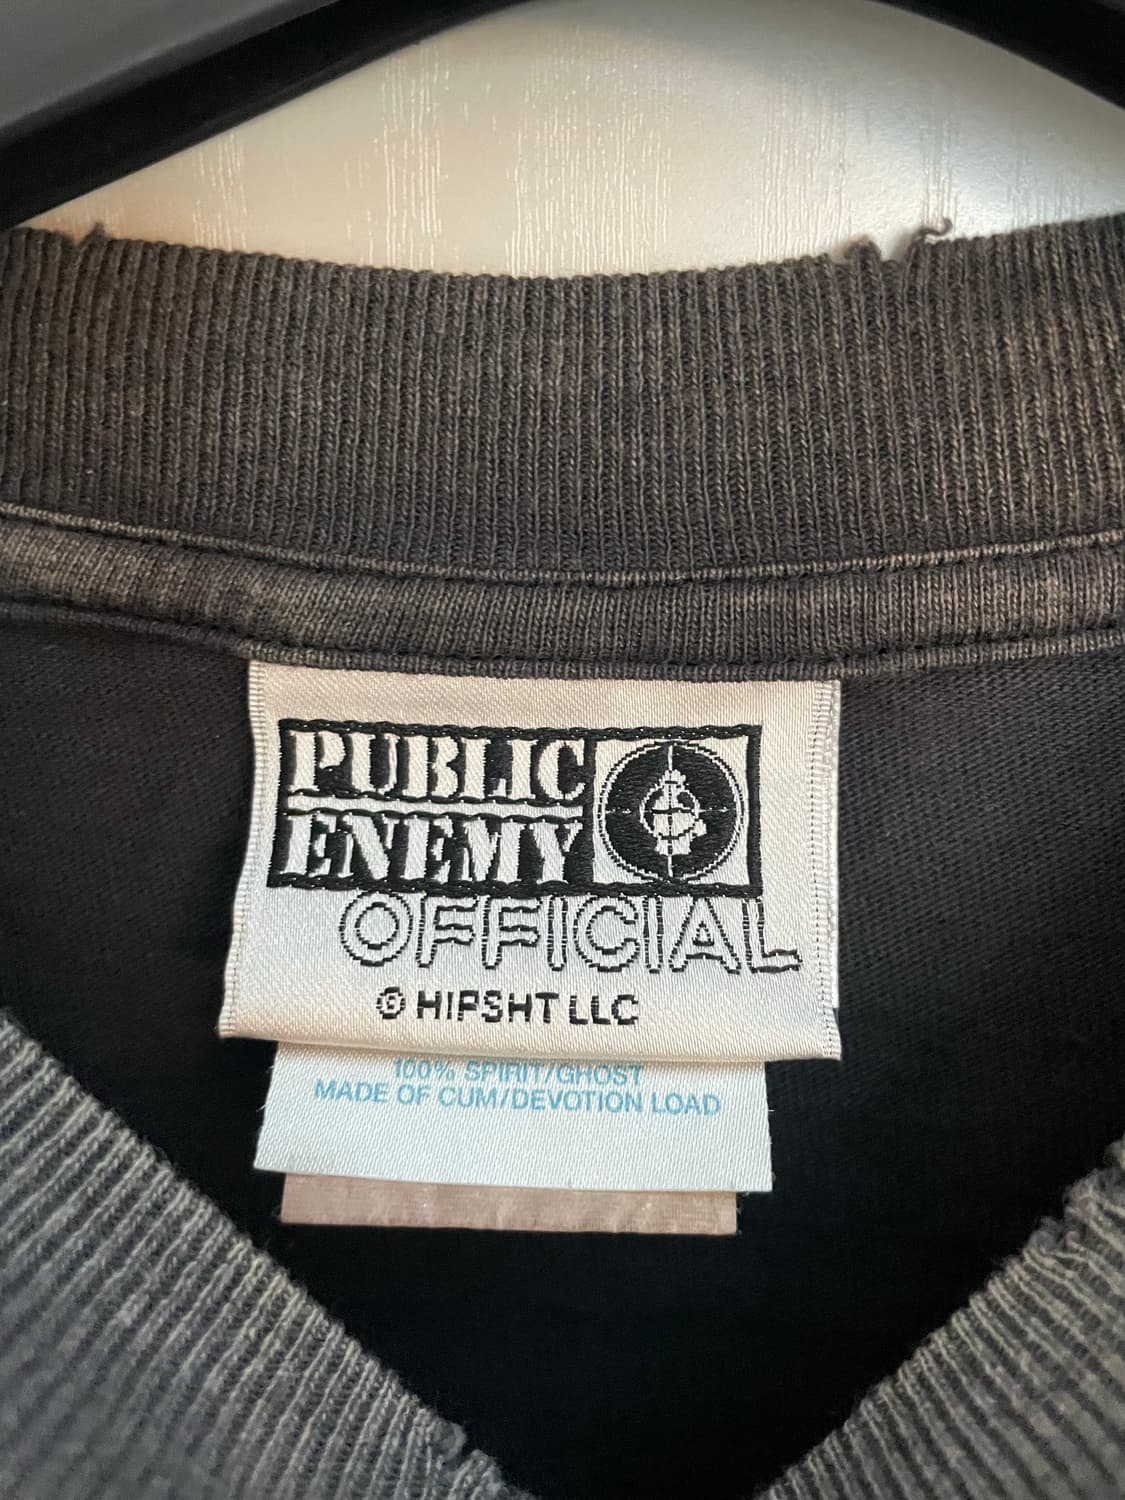 PUBLIC
ENEMY
OFFICIAL
© HIPSHT LLC
100% SPIRIT/GHOST
MADE OF CUM/DEVOTION LOAD